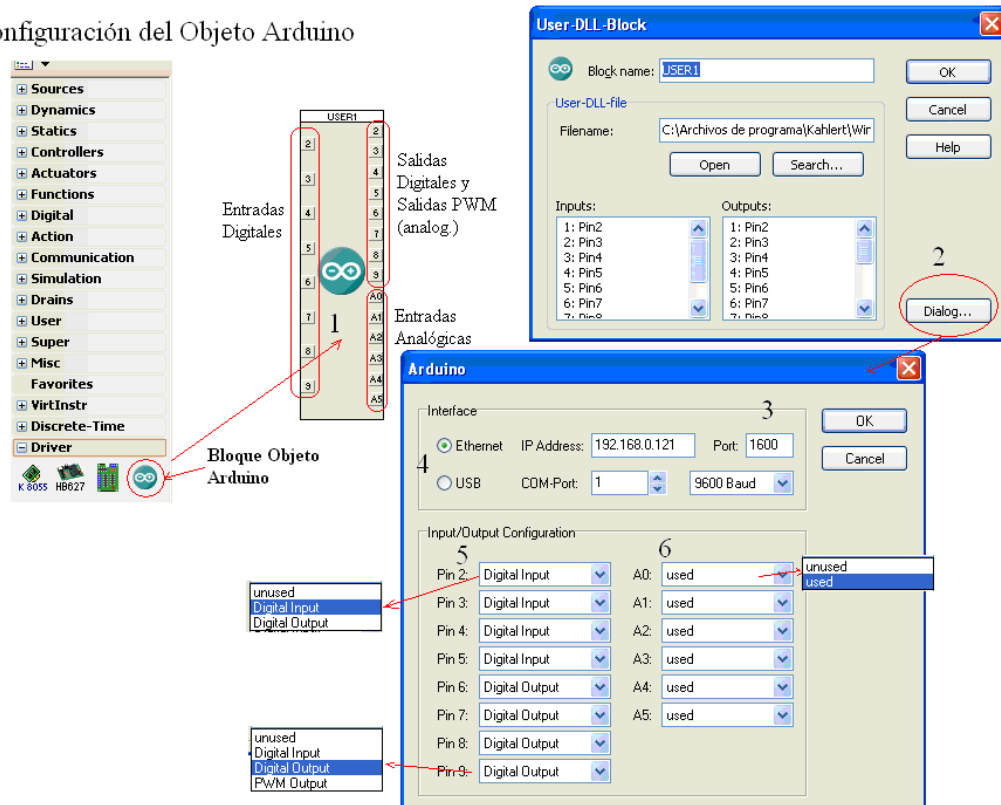 onfiguración del Objeto Arduino
Sources
Dynamics
Statics
Controllers
Actuators
Functions
Digital
Action
Communication
Simulation
Drains
User
Super
Misc
Favorites
VirtInstr
Discrete-Time
Driver
K 8055 HB627
Bloque Objeto
Arduino
USER1
2
3
4
5
6
7
8
9
2
3
4
5
6
7
8
9
A0
A1
A2
A3
A4
A5
1
Entradas
Digitales
Salidas
Digitales y
Salidas PWM
(analog.)
Entradas
Analógicas
User-DLL-Block
Block name: USER1
OK
Cancel
Help
User-DLL-file
Filename: C:\Archivos de programa\Kahlert\Win
Open Search...
Inputs: Outputs:
1: Pin2 1: Pin2
2: Pin3 2: Pin3
3: Pin4 3: Pin4
4: Pin5 4: Pin5
5: Pin6 5: Pin6
6: Pin7 6: Pin7
7: Pin8 7: Pin8
2
Dialog...
Arduino
Interface
3
OK
Cancel
Ethernet IP Address: 192.168.0.121 Port: 1600
4
USB COM-Port: 1 9600 Baud
Input/Output Configuration
5 6
Pin 2: Digital Input A0: used
Pin 3: Digital Input A1: used
Pin 4: Digital Input A2: used
Pin 5: Digital Input A3: used
Pin 6: Digital Output A4: used
Pin 7: Digital Output A5: used
Pin 8: Digital Output
Pin 9: Digital Output
unused
used
unused
Digital Input
Digital Output
unused
Digital Input
Digital Output
PWM Output